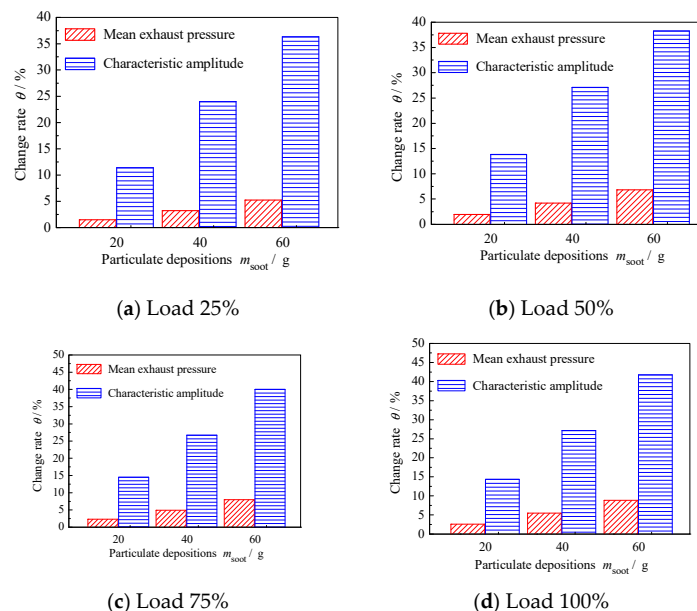 40
35
30
25
20
15
10
5
0
Change rate θ / %
Mean exhaust pressure
Characteristic amplitude
20 40 60
Particulate depositions m_soot / g
(a) Load 25%
40
35
30
25
20
15
10
5
0
Change rate θ / %
Mean exhaust pressure
Characteristic amplitude
20 40 60
Particulate depositions m_soot / g
(b) Load 50%
50
45
40
35
30
25
20
15
10
5
0
Change rate θ / %
Mean exhaust pressure
Characteristic amplitude
20 40 60
Particulate depositions m_soot / g
(c) Load 75%
50
45
40
35
30
25
20
15
10
5
0
Change rate θ / %
Mean exhaust pressure
Characteristic amplitude
20 40 60
Particulate depositions m_soot / g
(d) Load 100%